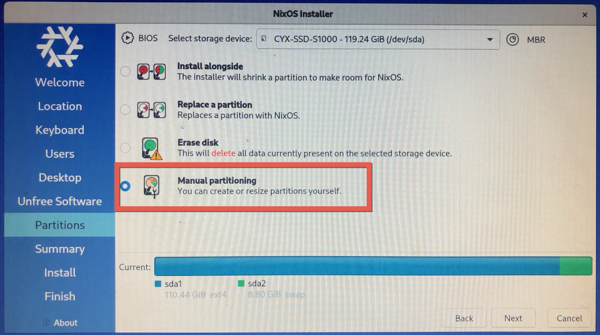 NixOS Installer
BIOS Select storage device: CYX-SSD-S1000 - 119.24 GiB (/dev/sda) MBR
Welcome
Location
Keyboard
Users
Desktop
Unfree Software
Partitions
Summary
Install
Finish
About
Install alongside
The installer will shrink a partition to make room for NixOS.
Replace a partition
Replaces a partition with NixOS.
Erase disk
This will delete all data currently present on the selected storage device.
Manual partitioning
You can create or resize partitions yourself.
Current:
sda1 sda2
110.44 GiB ext4 8.80 GiB swap
Back Next Cancel